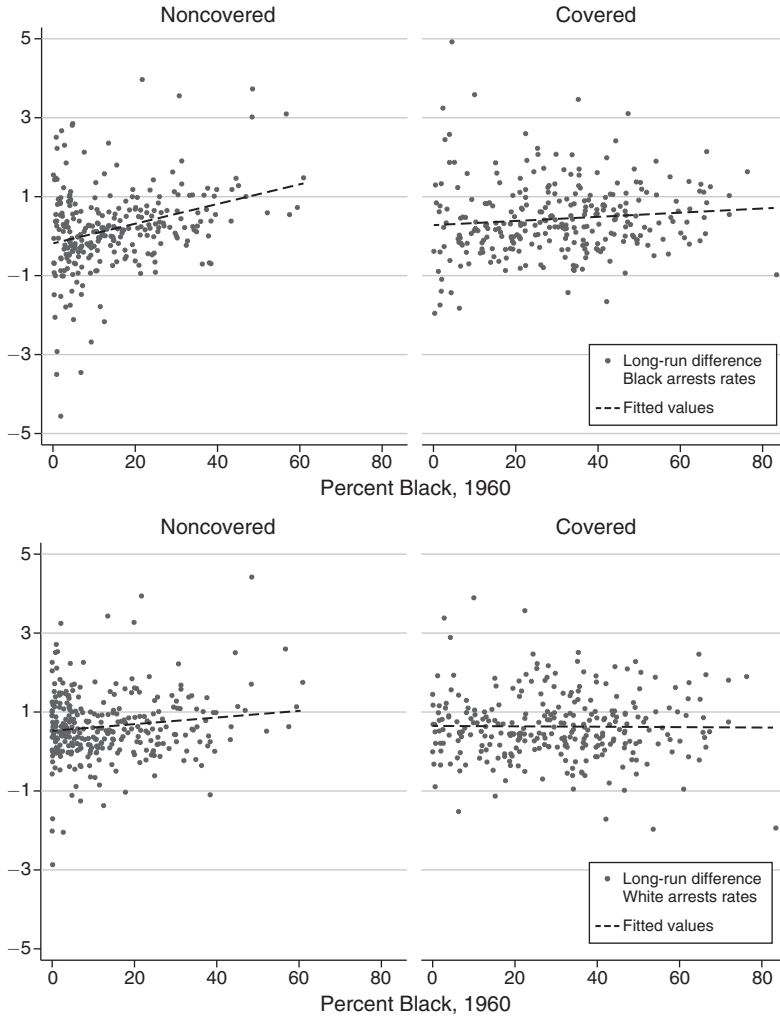 Noncovered
Covered
5
3
1
−1
−3
−5
Long-run difference
Black arrests rates
Fitted values
0 20 40 60 80
0 20 40 60 80
Percent Black, 1960
Noncovered
Covered
5
3
1
−1
−3
−5
Long-run difference
White arrests rates
Fitted values
0 20 40 60 80
0 20 40 60 80
Percent Black, 1960